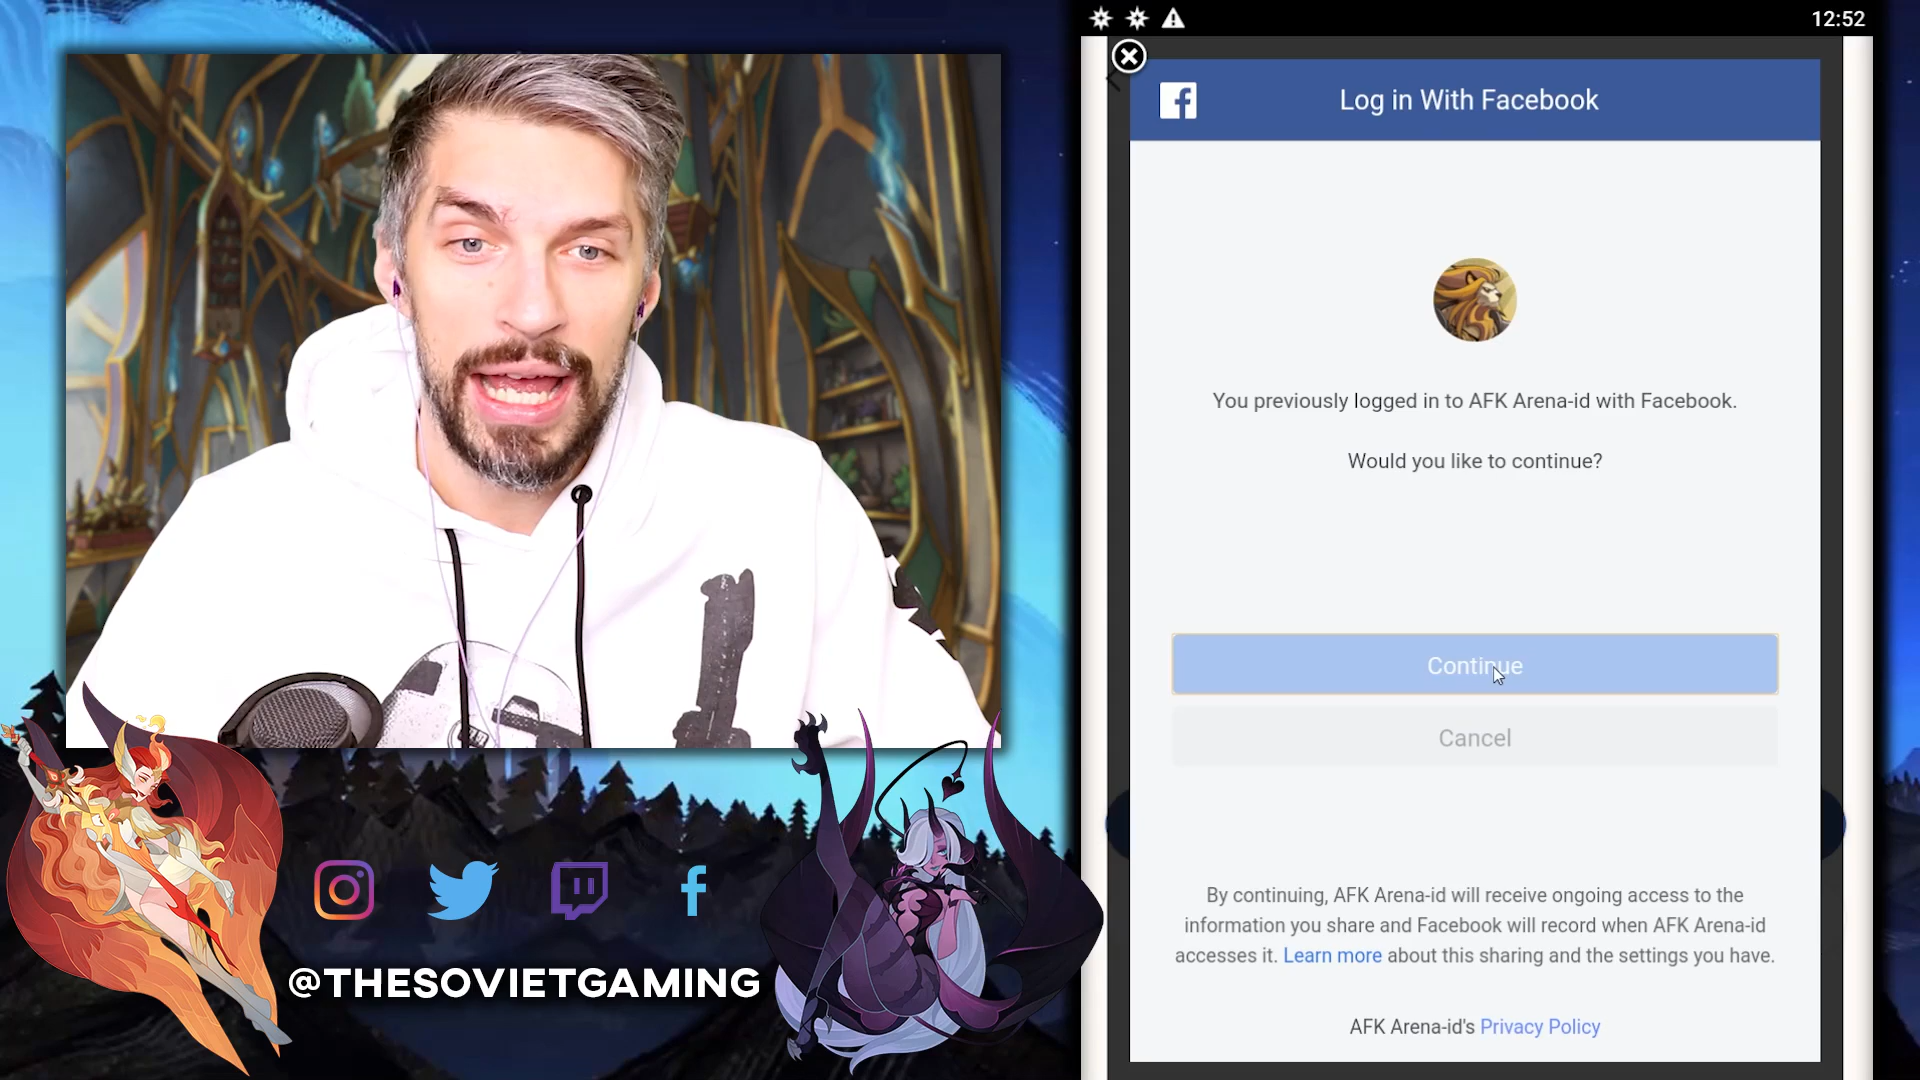 12:52
Log in With Facebook
You previously logged in to AFK Arena-id with Facebook.
Would you like to continue?
Continue
Cancel
By continuing, AFK Arena-id will receive ongoing access to the
information you share and Facebook will record when AFK Arena-id
accesses it. Learn more about this sharing and the settings you have.
AFK Arena-id's Privacy Policy
@THESOVIETGAMING